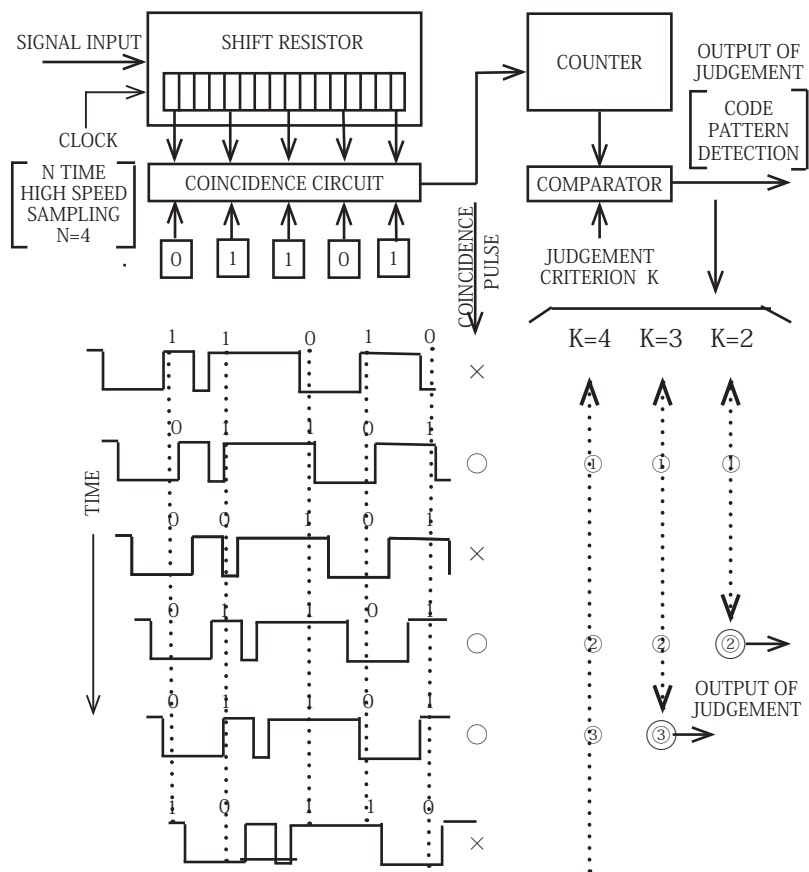 SIGNAL INPUT
SHIFT RESISTOR
CLOCK
N TIME
HIGH SPEED
SAMPLING
N=4
.
COINCIDENCE CIRCUIT
0 1 1 0 1
COUNTER
COMPARATOR
OUTPUT OF
JUDGEMENT
CODE
PATTERN
DETECTION
JUDGEMENT
CRITERION K
COINCIDENCE
PULSE
K=4 K=3 K=2
TIME
1 1 0 1 0
×
0 1 1 0 1
○ ① ① ①
0 0 1 0 1
×
0 1 1 0 1
○ ② ② ②
OUTPUT OF
JUDGEMENT
0 1 1 0 1
○ ③ ③
1 0 1 1 0
×